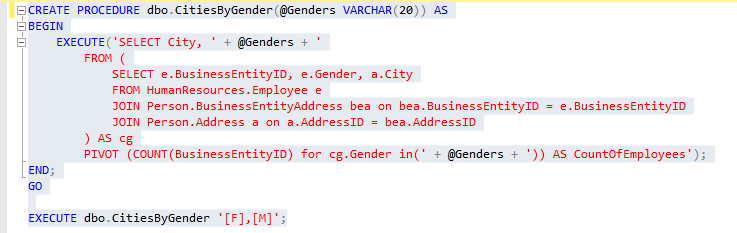 CREATE PROCEDURE dbo.CitiesByGender(@Genders VARCHAR(20)) AS
BEGIN
    EXECUTE('SELECT City, ' + @Genders + '
        FROM (
            SELECT e.BusinessEntityID, e.Gender, a.City
            FROM HumanResources.Employee e
            JOIN Person.BusinessEntityAddress bea on bea.BusinessEntityID = e.BusinessEntityID
            JOIN Person.Address a on a.AddressID = bea.AddressID
        ) AS cg
        PIVOT (COUNT(BusinessEntityID) for cg.Gender in(' + @Genders + ')) AS CountOfEmployees');
END;
GO

EXECUTE dbo.CitiesByGender '[F],[M]';